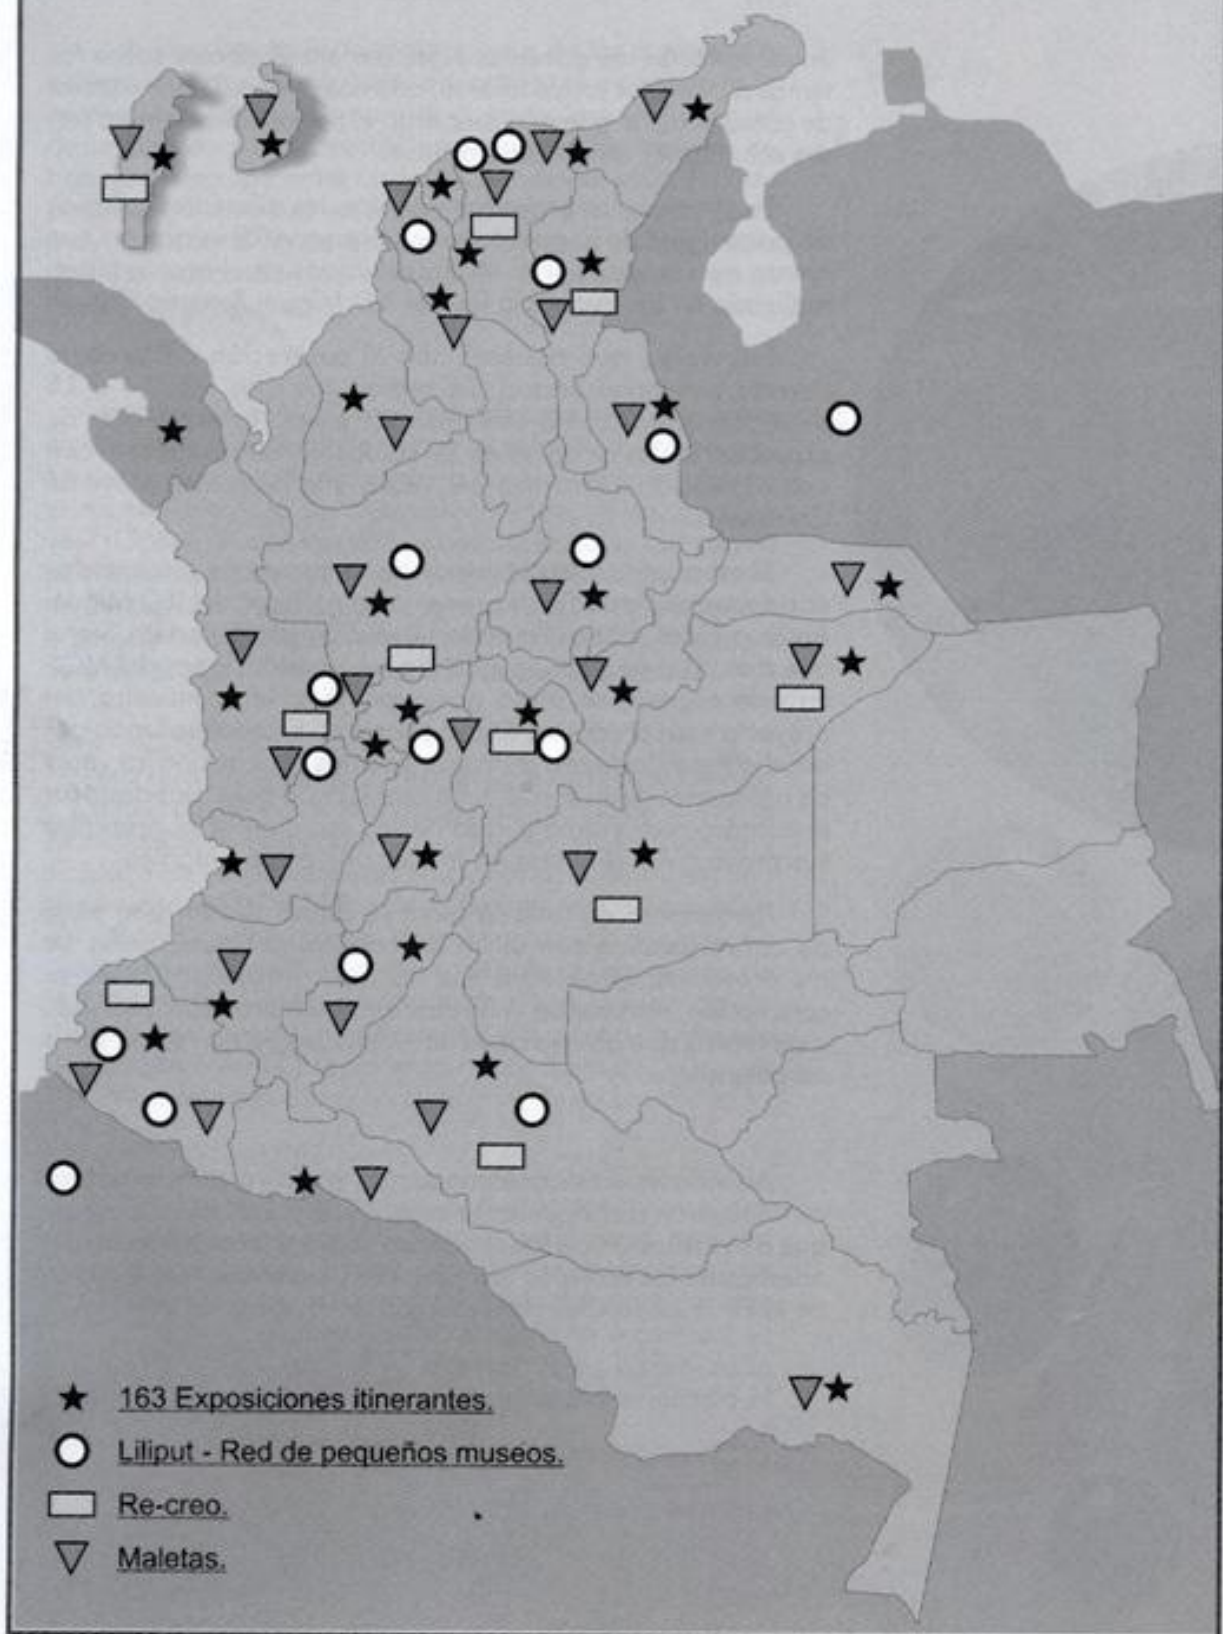 163 Exposiciones itinerantes.
Liliput - Red de pequeños museos.
Re-creo.
Maletas.